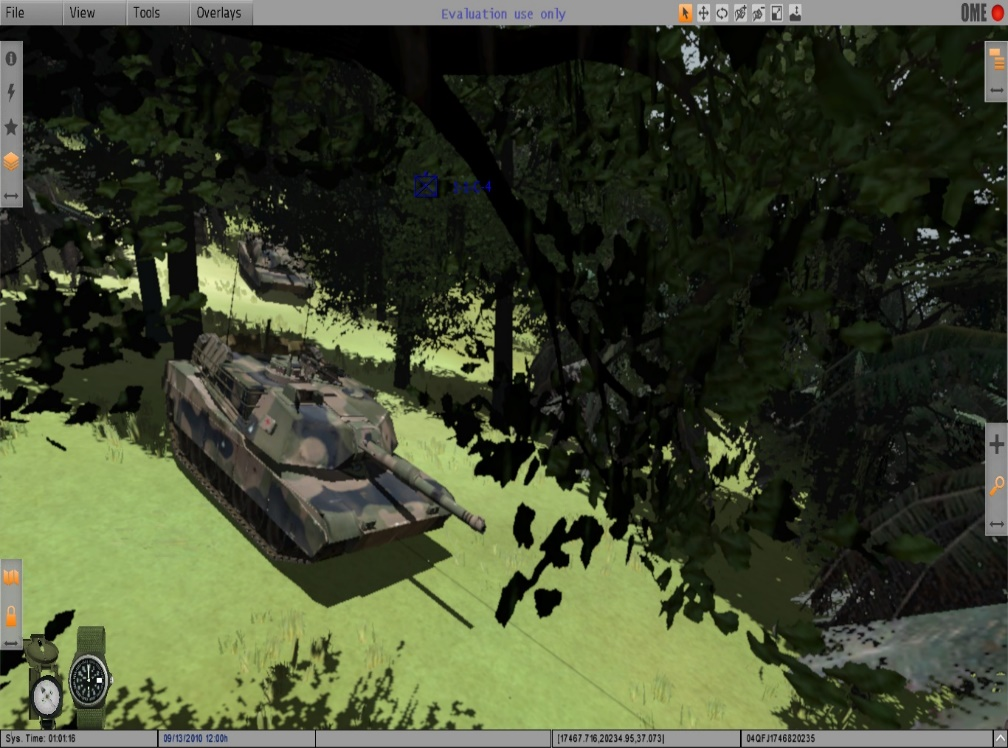 File View Tools Overlays Evaluation use only OME
Sys. Time: 01:01:16 09/13/2010 12:00h [17467.716,20234.95,37.073] 04QFJ1746820235